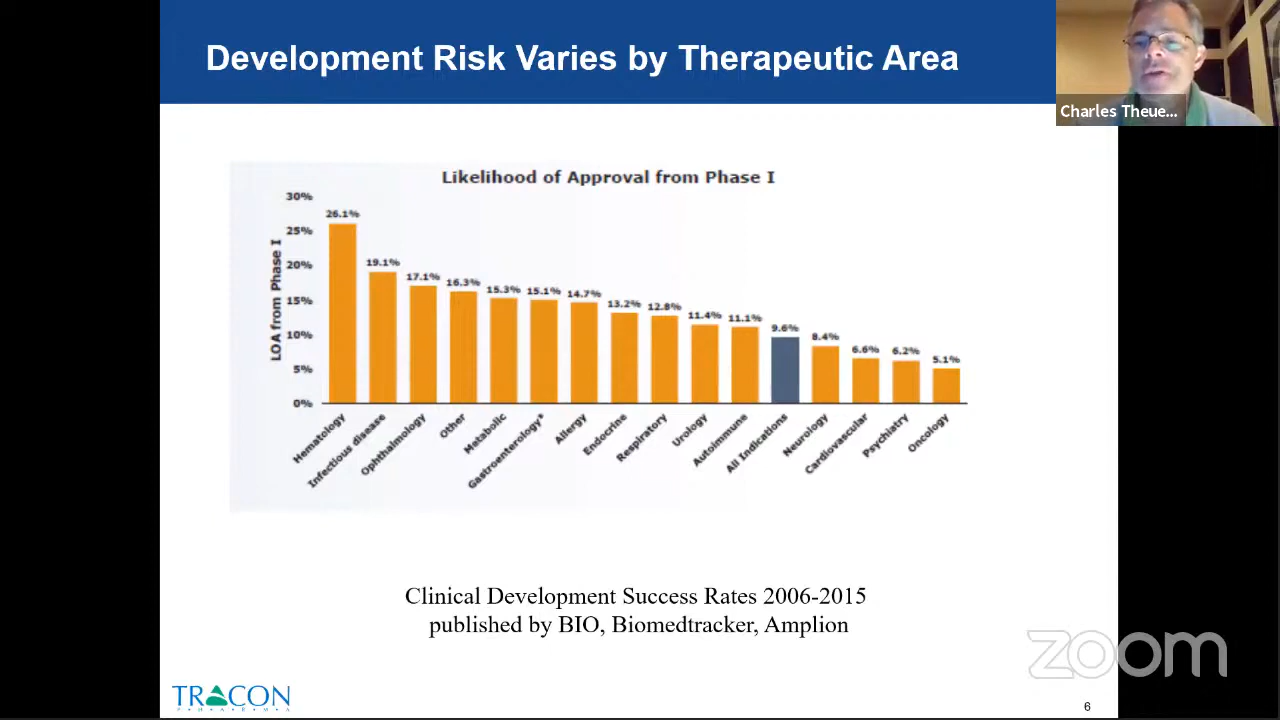 Development Risk Varies by Therapeutic Area
Charles Theue...
Likelihood of Approval from Phase I
LOA from Phase I
30%
25%
20%
15%
10%
5%
0%
26.1%
19.1%
17.1%
16.3%
15.3%
15.1%
14.7%
13.2%
12.8%
11.4%
11.1%
9.6%
8.4%
6.6%
6.2%
5.1%
Hematology
Infectious disease
Ophthalmology
Other
Metabolic
Gastroenterology*
Allergy
Endocrine
Respiratory
Urology
Autoimmune
All Indications
Neurology
Cardiovascular
Psychiatry
Oncology
Clinical Development Success Rates 2006-2015
published by BIO, Biomedtracker, Amplion
zoom
TRACON
PHARMA
6